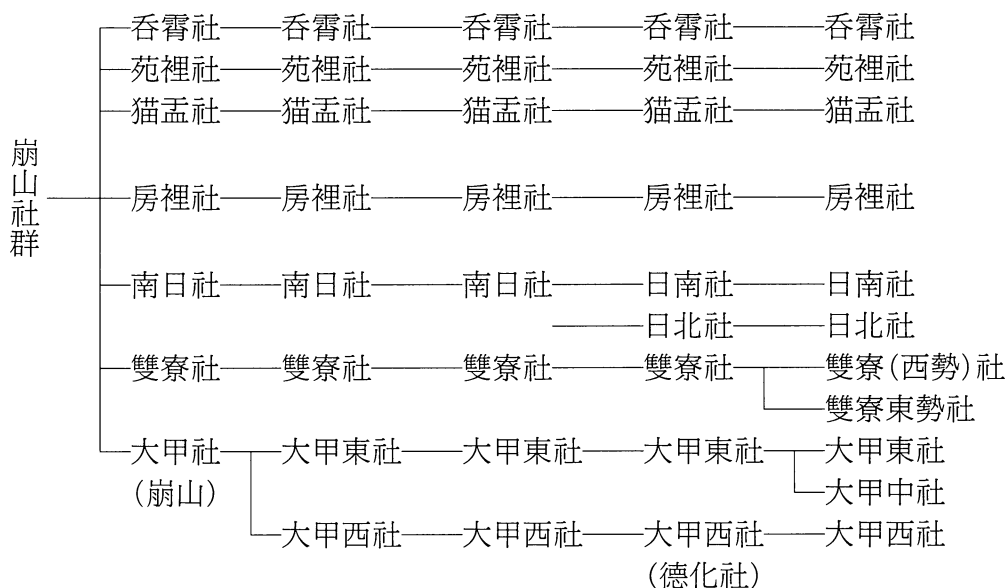 崩山社群
吞霄社 吞霄社 吞霄社 吞霄社 吞霄社
苑裡社 苑裡社 苑裡社 苑裡社 苑裡社
猫盂社 猫盂社 猫盂社 猫盂社 猫盂社
房裡社 房裡社 房裡社 房裡社 房裡社
南日社 南日社 南日社 日南社 日南社
日北社 日北社
雙寮社 雙寮社 雙寮社 雙寮社 雙寮(西勢)社
雙寮東勢社
大甲社 大甲東社 大甲東社 大甲東社 大甲東社
(崩山) 大甲中社
大甲西社 大甲西社 大甲西社 大甲西社
(德化社)